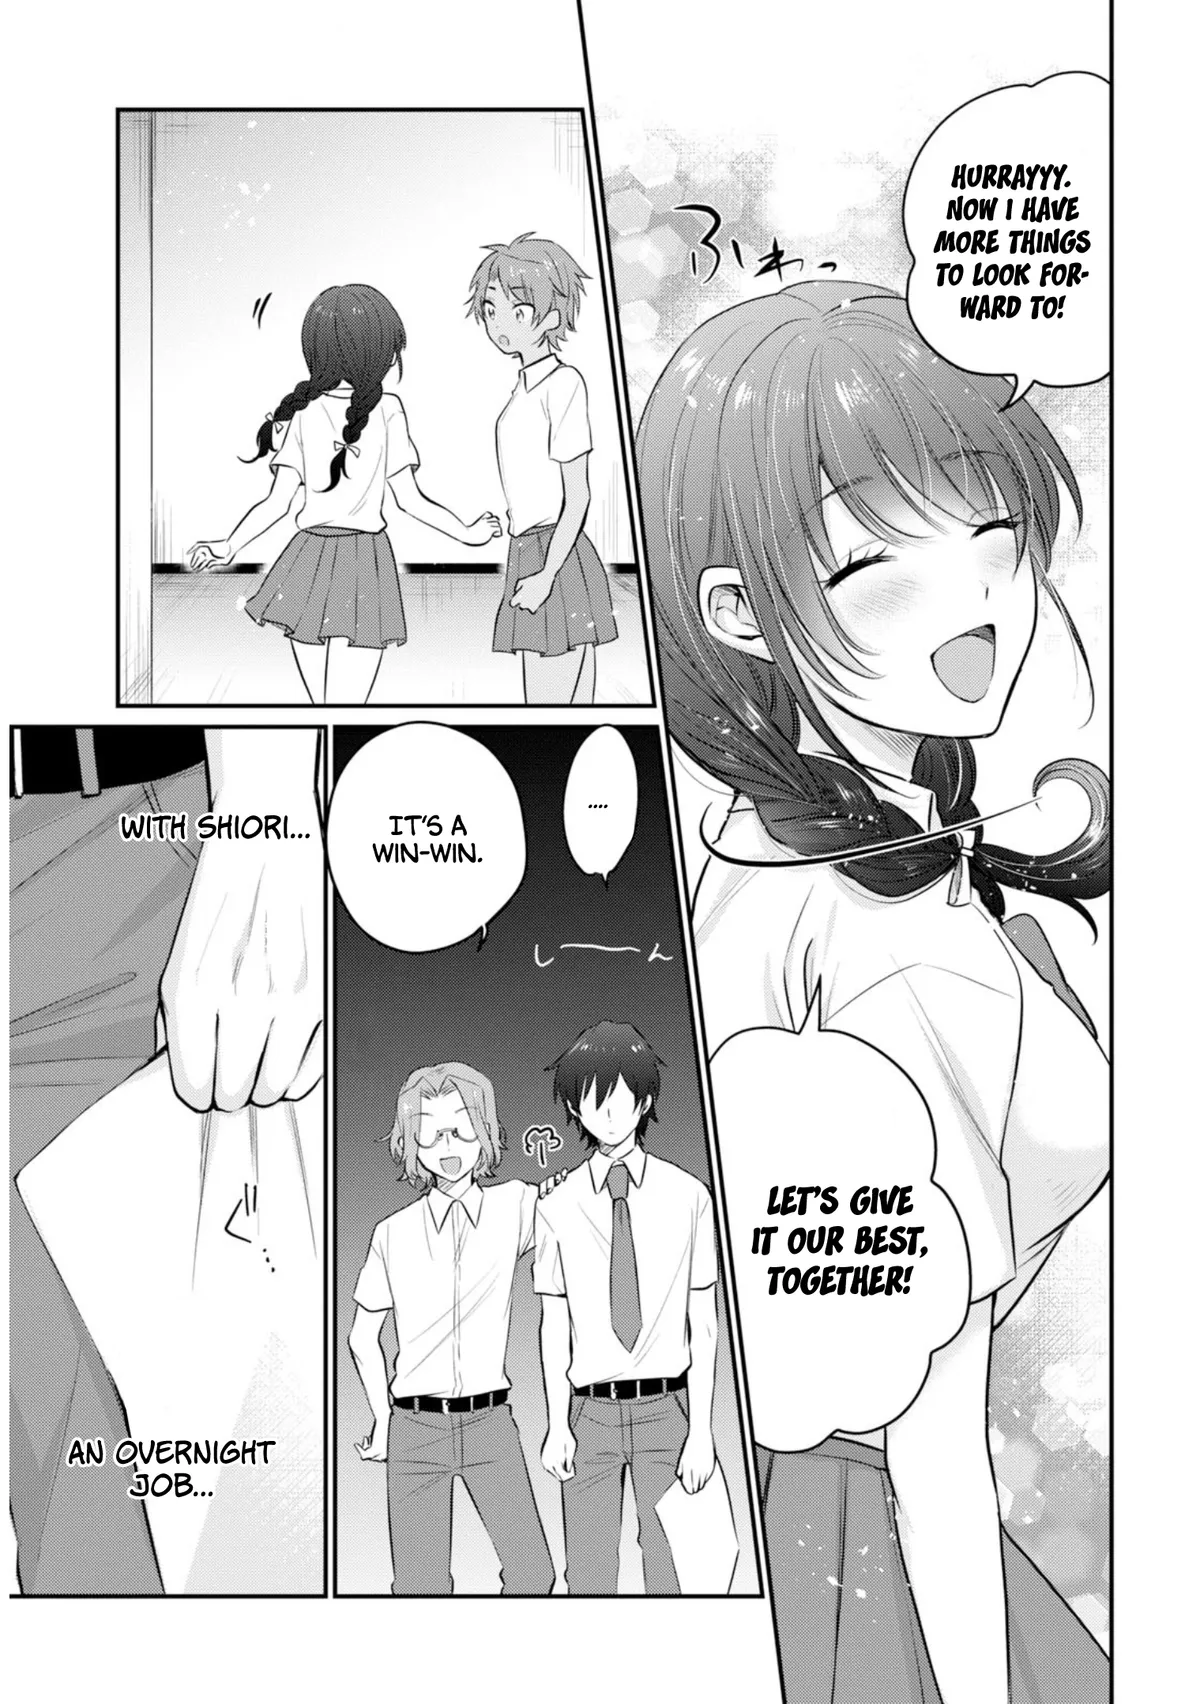 HURRAYYY.
NOW I HAVE
MORE THINGS
TO LOOK FOR-
WARD TO!
ふわっ
LET'S GIVE
IT OUR BEST,
TOGETHER!
....
IT'S A
WIN-WIN.
しーーん
WITH SHIORI...
AN OVERNIGHT
JOB...